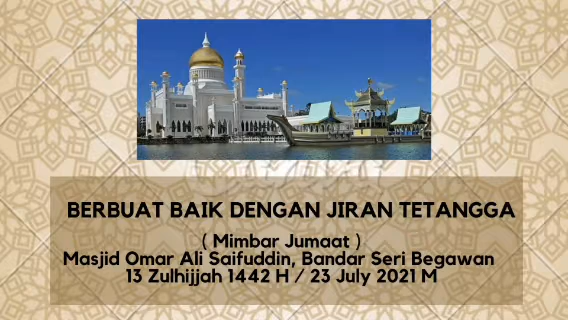 BERBUAT BAIK DENGAN JIRAN TETANGGA
( Mimbar Jumaat )
Masjid Omar Ali Saifuddin, Bandar Seri Begawan
13 Zulhijjah 1442 H / 23 July 2021 M